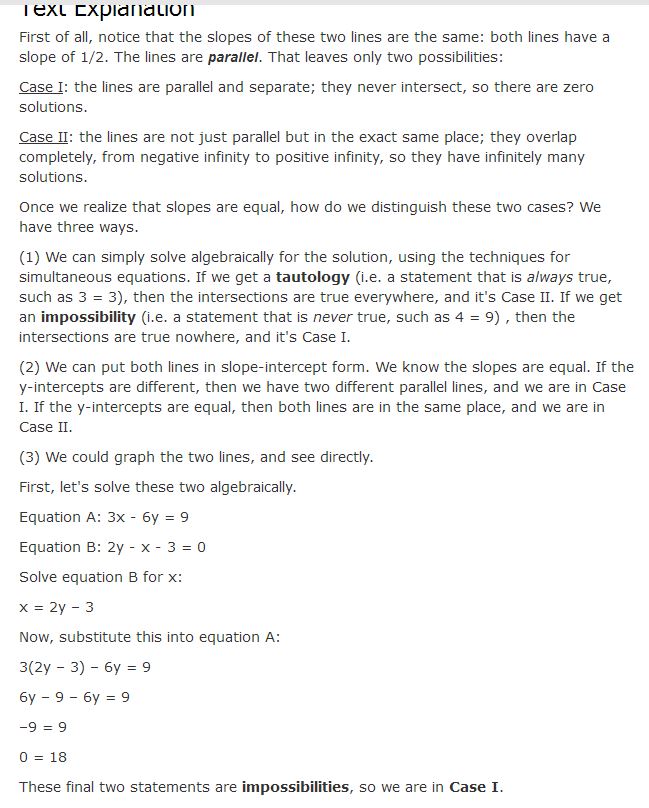 Text Explanation
First of all, notice that the slopes of these two lines are the same: both lines have a
slope of 1/2. The lines are parallel. That leaves only two possibilities:
Case I: the lines are parallel and separate; they never intersect, so there are zero
solutions.
Case II: the lines are not just parallel but in the exact same place; they overlap
completely, from negative infinity to positive infinity, so they have infinitely many
solutions.
Once we realize that slopes are equal, how do we distinguish these two cases? We
have three ways.
(1) We can simply solve algebraically for the solution, using the techniques for
simultaneous equations. If we get a tautology (i.e. a statement that is always true,
such as 3 = 3), then the intersections are true everywhere, and it's Case II. If we get
an impossibility (i.e. a statement that is never true, such as 4 = 9) , then the
intersections are true nowhere, and it's Case I.
(2) We can put both lines in slope-intercept form. We know the slopes are equal. If the
y-intercepts are different, then we have two different parallel lines, and we are in Case
I. If the y-intercepts are equal, then both lines are in the same place, and we are in
Case II.
(3) We could graph the two lines, and see directly.
First, let's solve these two algebraically.
Equation A: 3x - 6y = 9
Equation B: 2y - x - 3 = 0
Solve equation B for x:
x = 2y – 3
Now, substitute this into equation A:
3(2y – 3) – 6y = 9
6y – 9 – 6y = 9
–9 = 9
0 = 18
These final two statements are impossibilities, so we are in Case I.